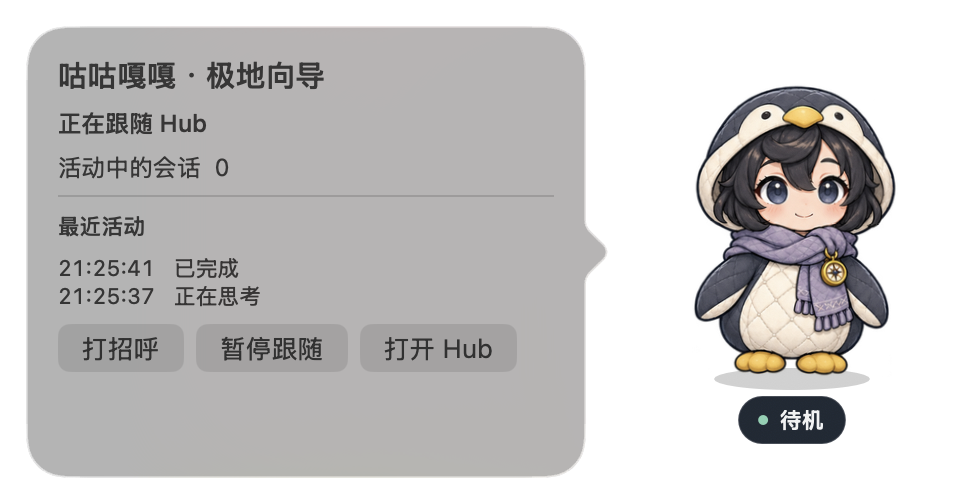 咕咕嘎嘎 · 极地向导
正在跟随 Hub
活动中的会话 0
最近活动
21:25:41 已完成
21:25:37 正在思考
打招呼 暂停跟随 打开 Hub
待机